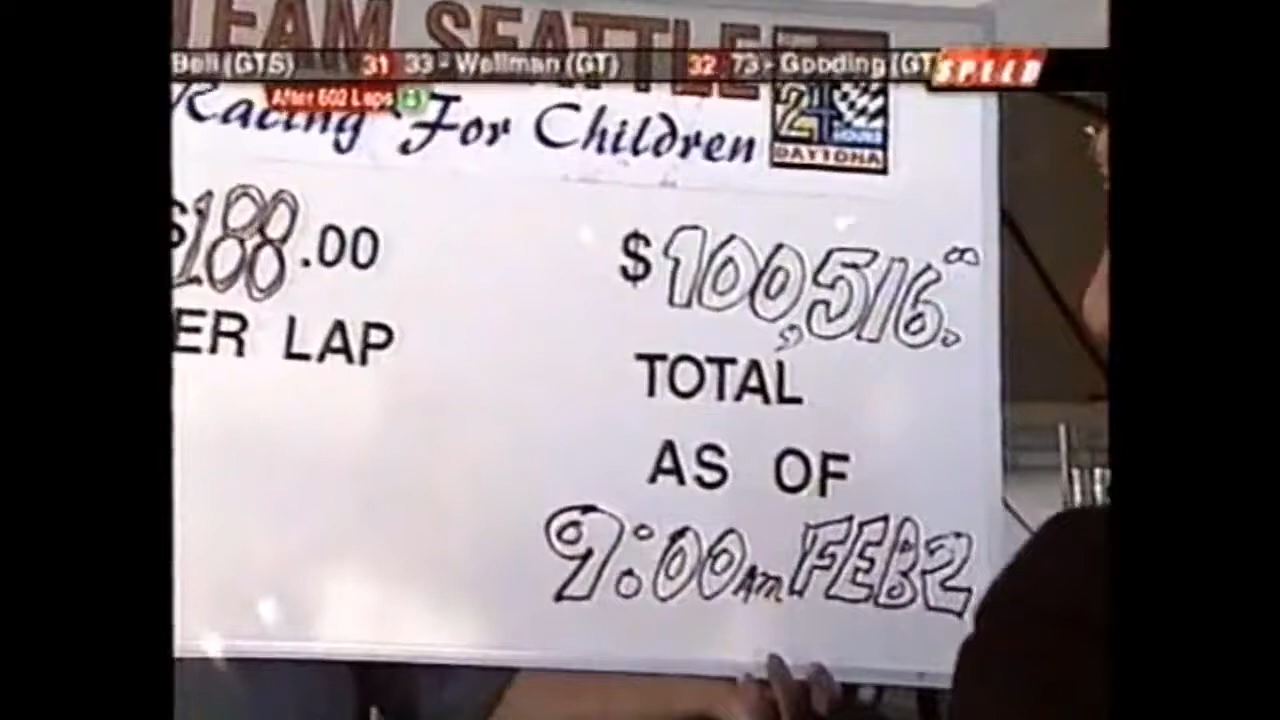 TEAM SEATTLE
Bell (GTS) 31 33 - Wellman (GT) 32 73 - Gooding (GT SPEED
After 602 Laps
Racing For Children
24 HOURS
DAYTONA
$188.00
ER LAP
$100,516.00
TOTAL
AS OF
9:00AM FEB2